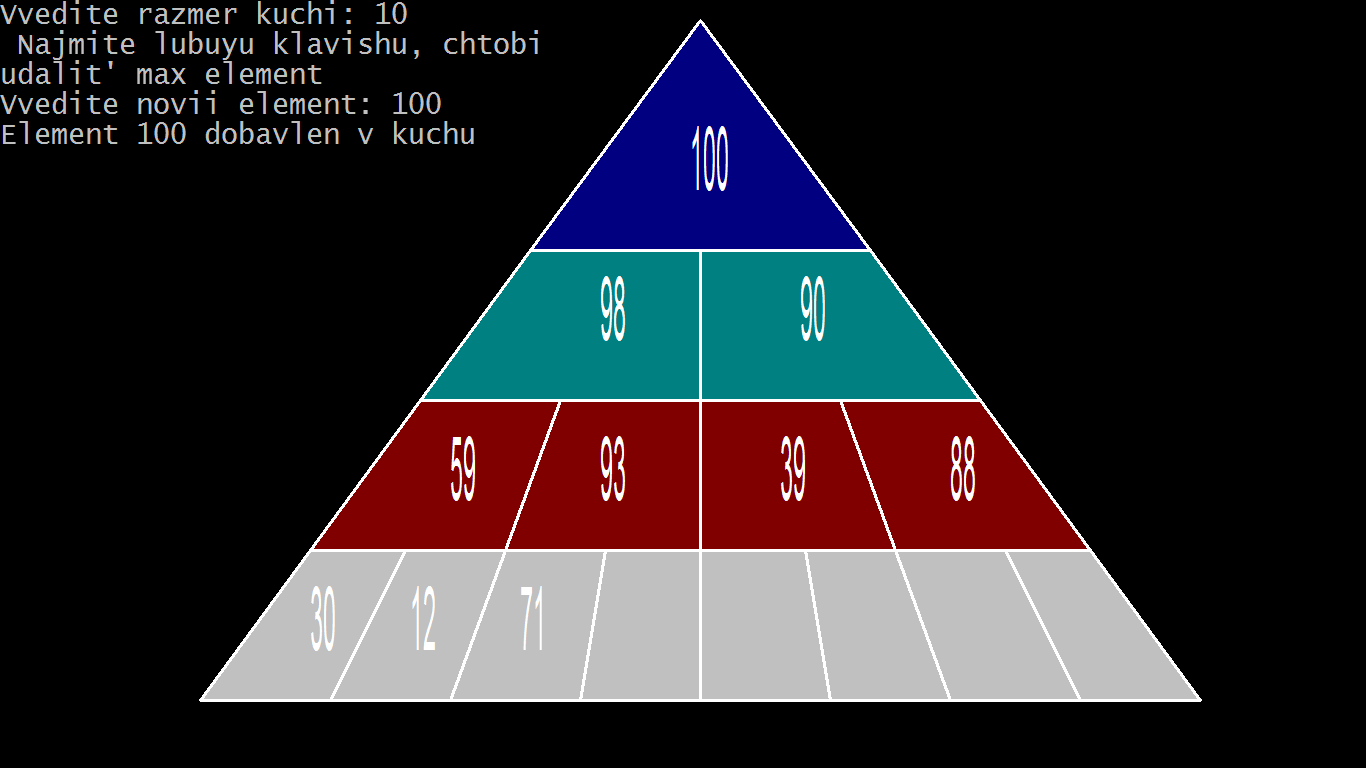 Vvedite razmer kuchi: 10
Najmite lubuyu klavishu, chtobi
udalit' max element
Vvedite novii element: 100
Element 100 dobavlen v kuchu
100
98 90
59 93 39 88
30 12 71